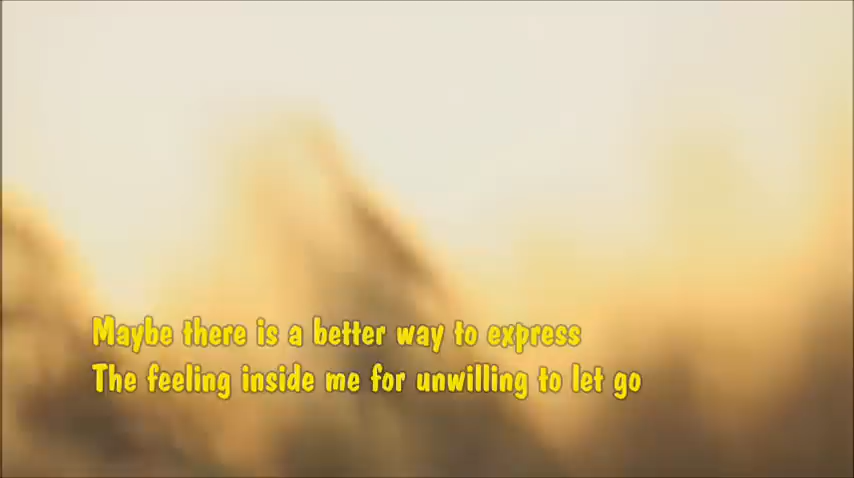 Maybe there is a better way to express
The feeling inside me for unwilling to let go